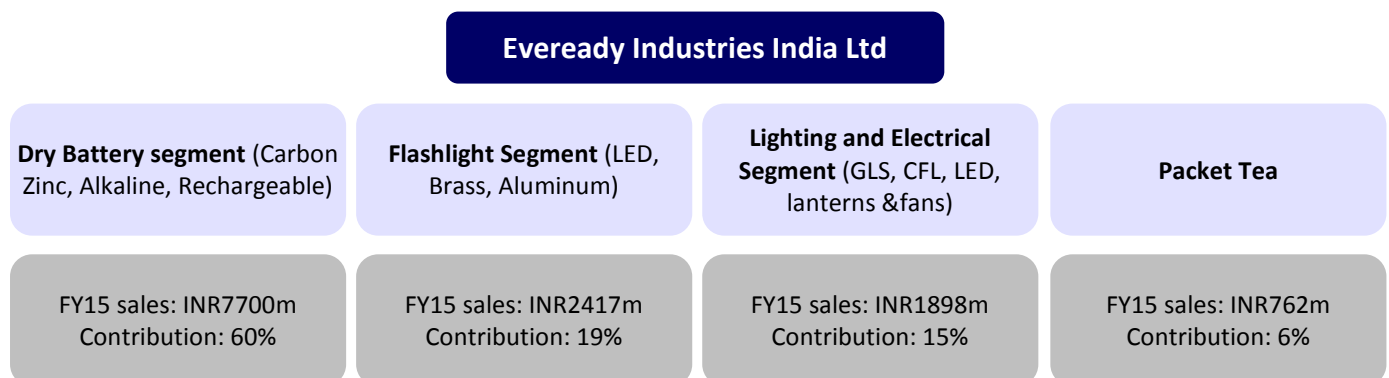 Eveready Industries India Ltd
Dry Battery segment (Carbon
Zinc, Alkaline, Rechargeable)
Flashlight Segment (LED,
Brass, Aluminum)
Lighting and Electrical
Segment (GLS, CFL, LED,
lanterns &fans)
Packet Tea
FY15 sales: INR7700m
Contribution: 60%
FY15 sales: INR2417m
Contribution: 19%
FY15 sales: INR1898m
Contribution: 15%
FY15 sales: INR762m
Contribution: 6%